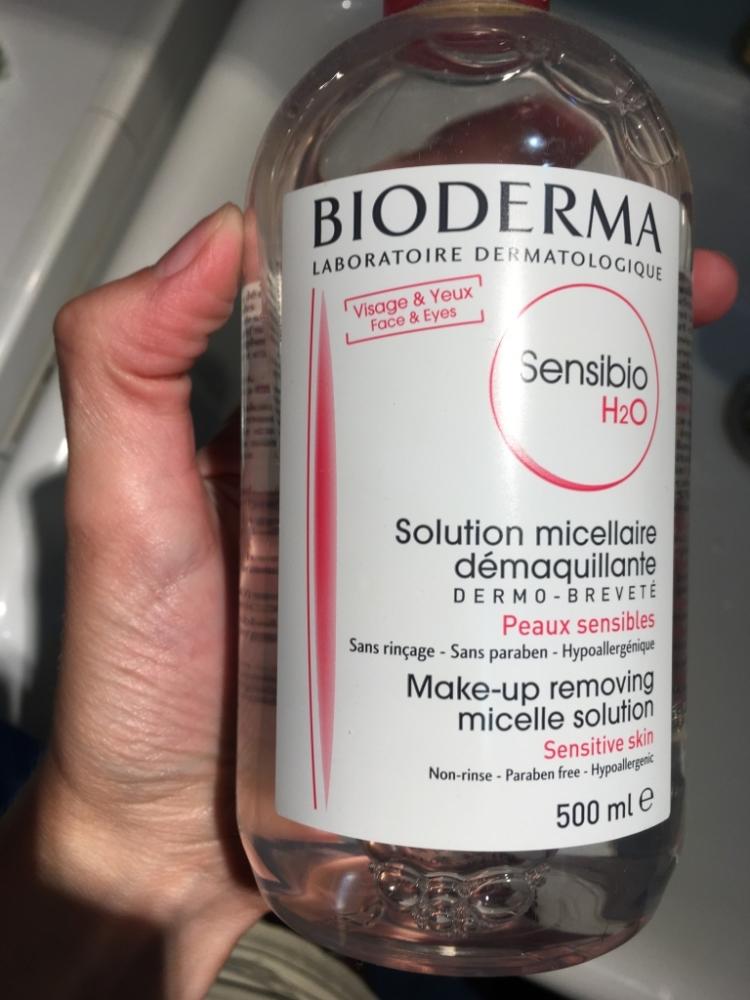 BIODERMA
LABORATOIRE DERMATOLOGIQUE
Visage & Yeux
Face & Eyes
Sensibio
H2O
Solution micellaire
démaquillante
DERMO-BREVETÉ
Peaux sensibles
Sans rinçage - Sans paraben - Hypoallergénique
Make-up removing
micelle solution
Sensitive skin
Non-rinse - Paraben free - Hypoallergenic
500 ml e